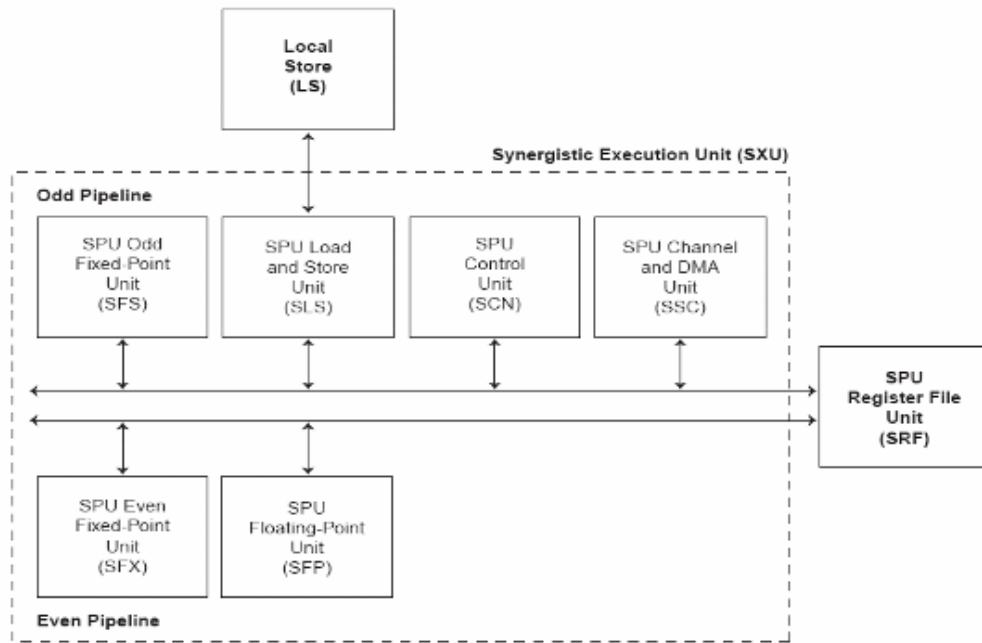 Local
Store
(LS)
Synergistic Execution Unit (SXU)
Odd Pipeline
SPU Odd
Fixed-Point
Unit
(SFS)
SPU Load
and Store
Unit
(SLS)
SPU
Control
Unit
(SCN)
SPU Channel
and DMA
Unit
(SSC)
SPU
Register File
Unit
(SRF)
SPU Even
Fixed-Point
Unit
(SFX)
SPU
Floating-Point
Unit
(SFP)
Even Pipeline